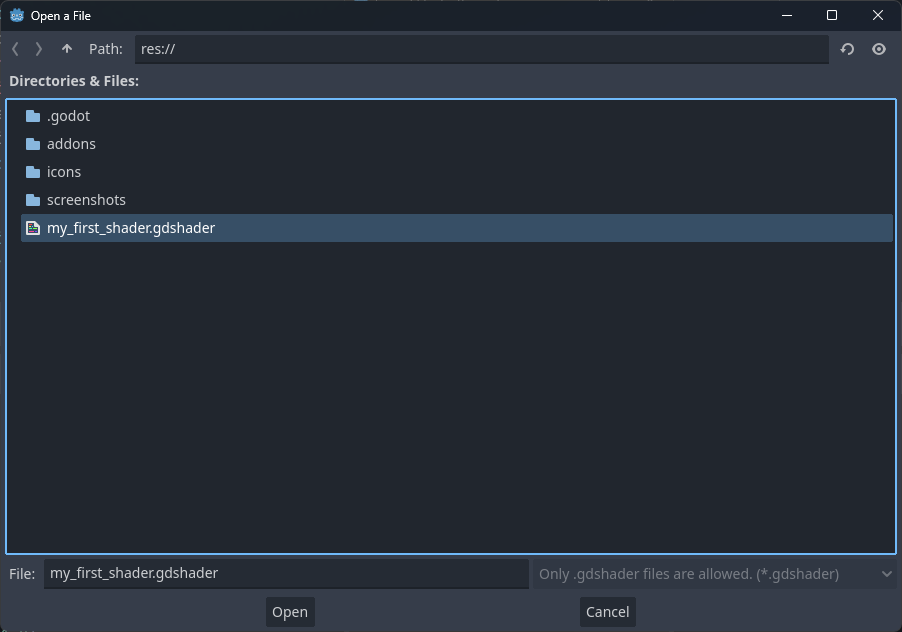 Open a File
Path: res://
Directories & Files:
.godot
addons
icons
screenshots
my_first_shader.gdshader
File: my_first_shader.gdshader Only .gdshader files are allowed. (*.gdshader)
Open Cancel